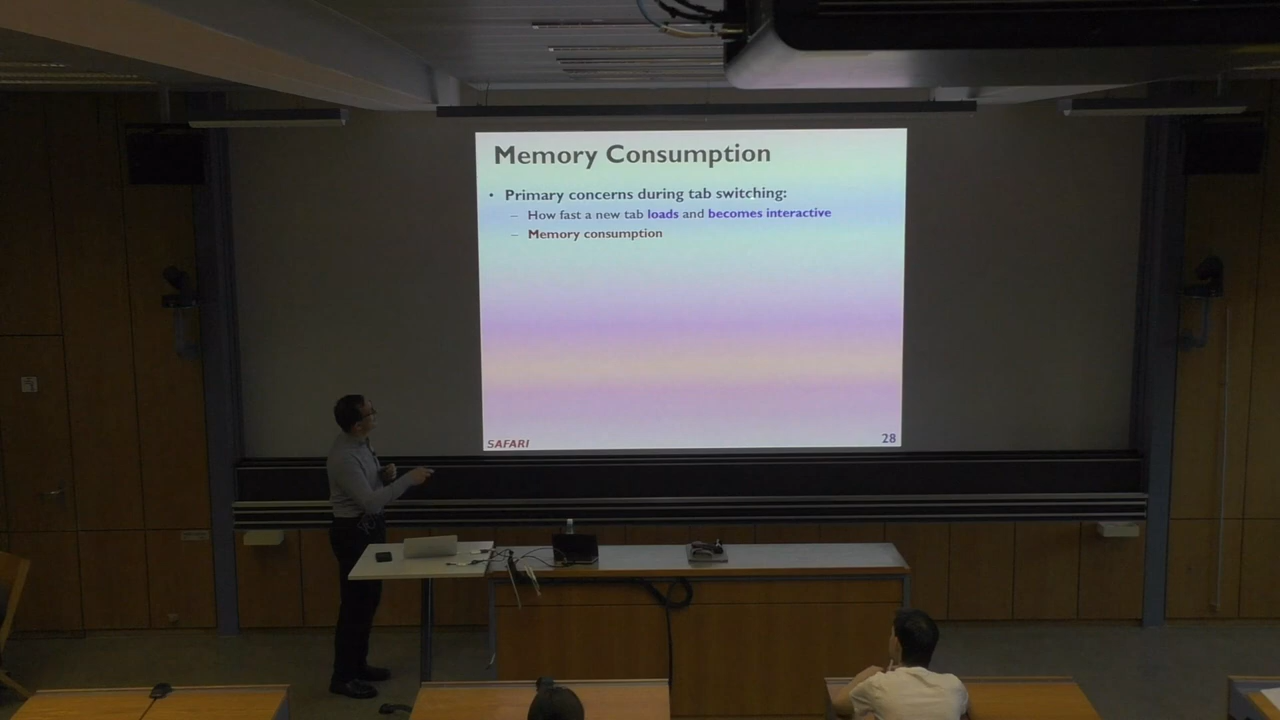 Memory Consumption
• Primary concerns during tab switching:
– How fast a new tab loads and becomes interactive
– Memory consumption
SAFARI
28